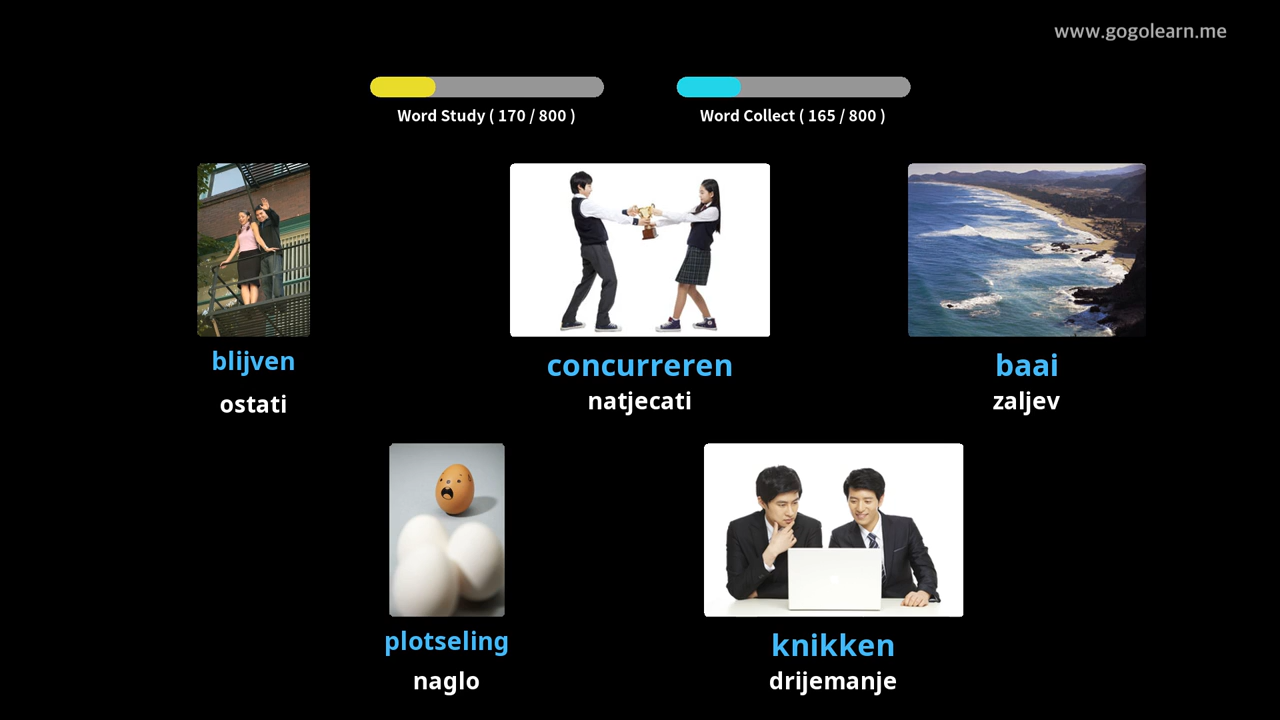 www.gogolearn.me
Word Study ( 170 / 800 )
Word Collect ( 165 / 800 )
blijven
ostati
concurreren
natjecati
baai
zaljev
plotseling
naglo
knikken
drijemanje